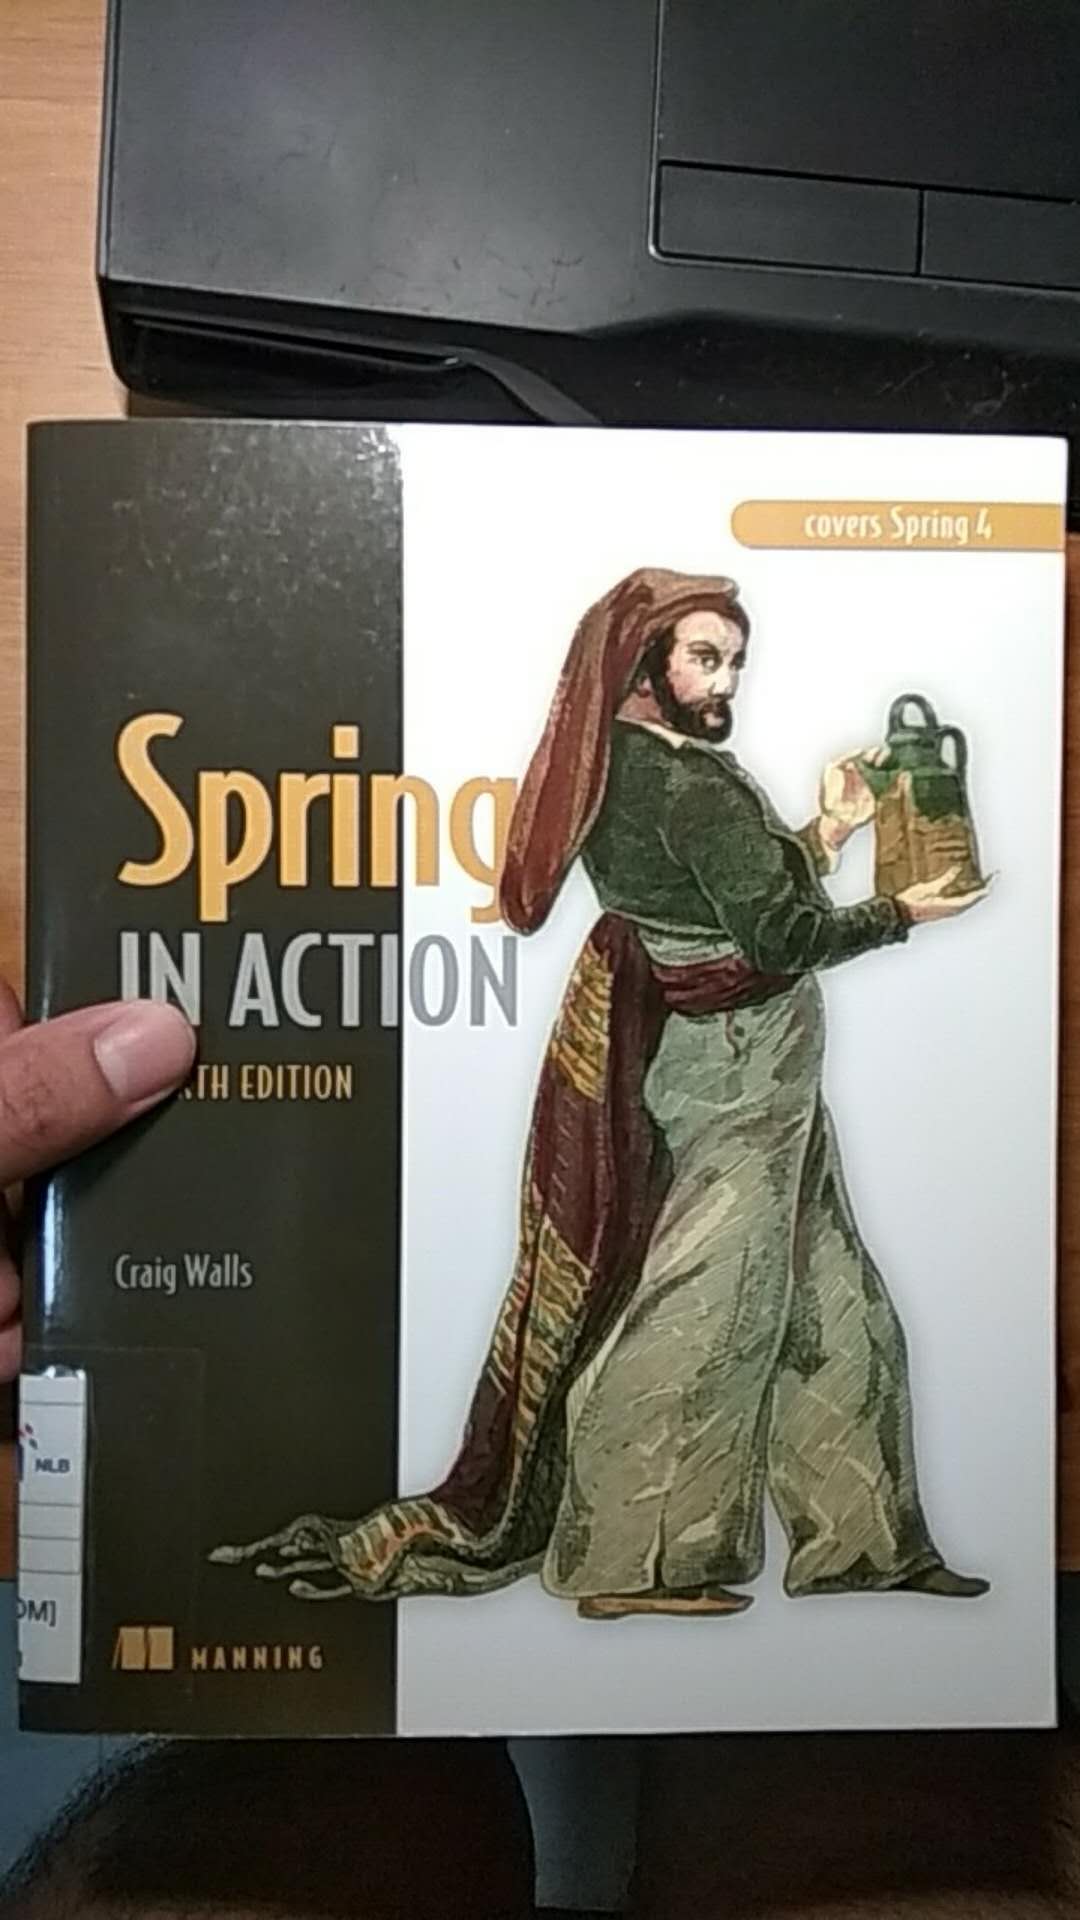 covers Spring 4
Spring
IN ACTION
TH EDITION
Craig Walls
NLB
OM]
MANNING